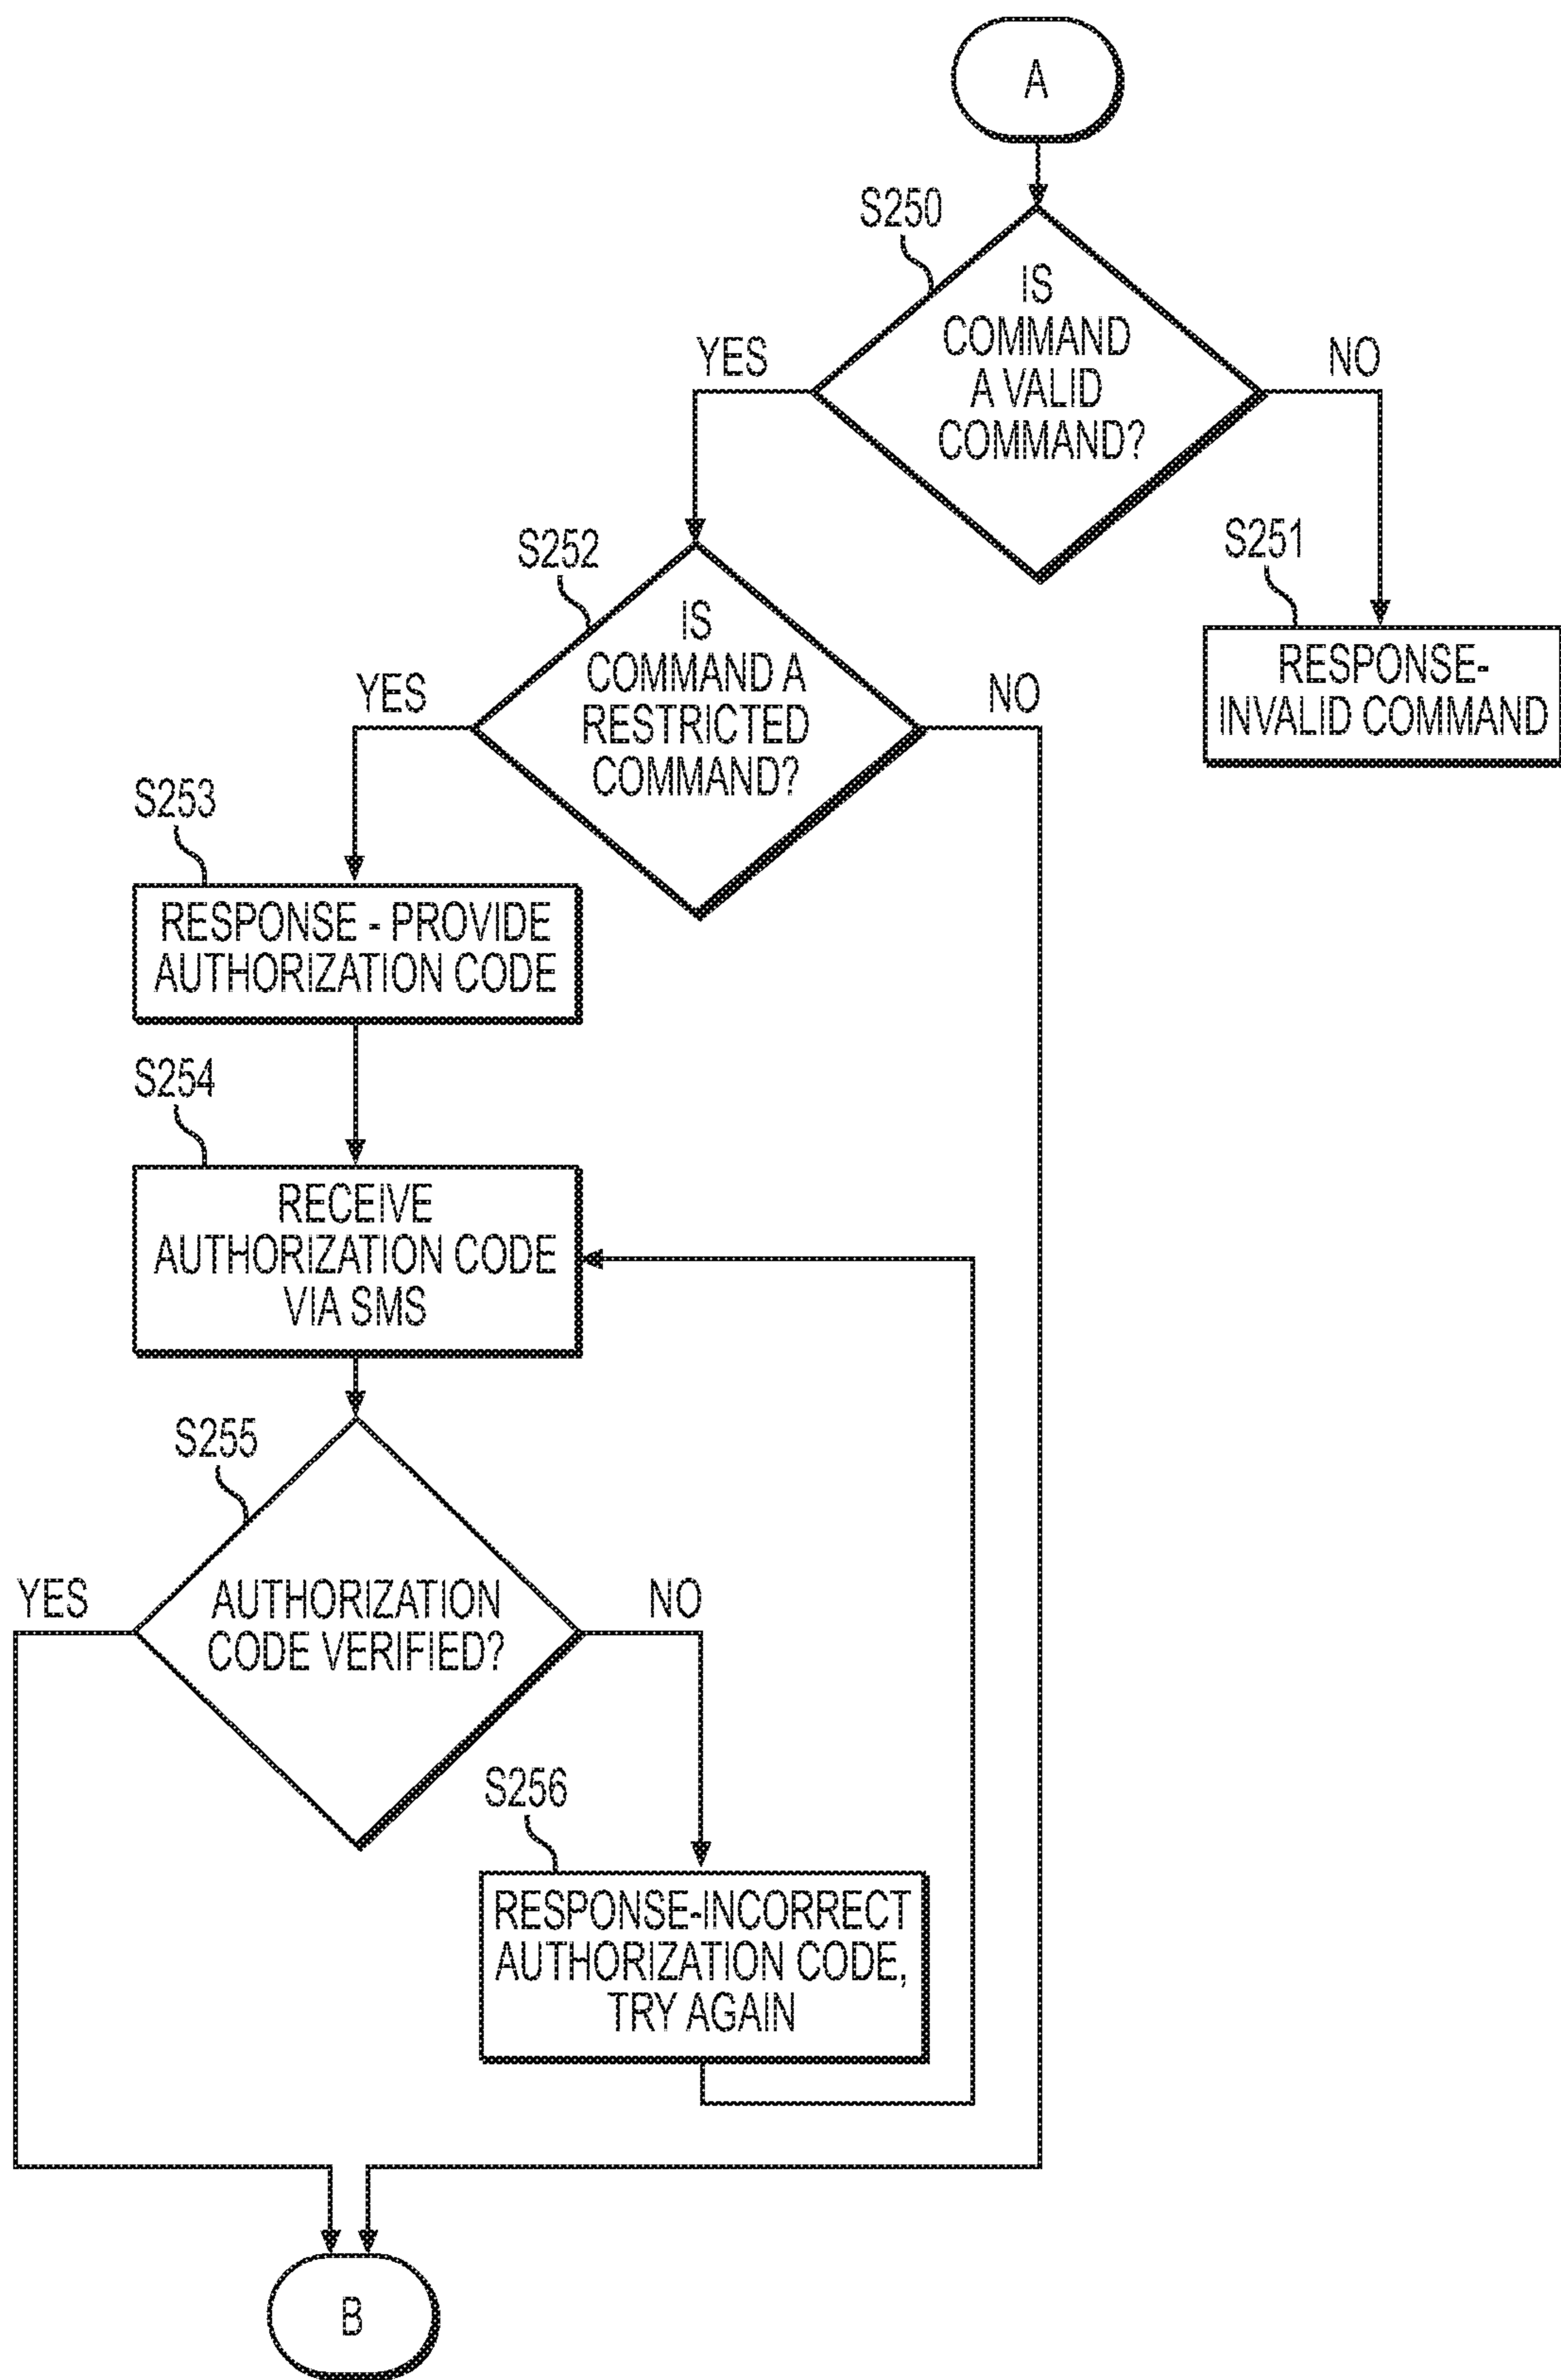 A
S250
IS
COMMAND
A VALID
COMMAND?
YES
NO
S251
RESPONSE-
INVALID COMMAND
S252
IS
COMMAND A
RESTRICTED
COMMAND?
YES
NO
S253
RESPONSE - PROVIDE
AUTHORIZATION CODE
S254
RECEIVE
AUTHORIZATION CODE
VIA SMS
S255
AUTHORIZATION
CODE VERIFIED?
YES
NO
S256
RESPONSE-INCORRECT
AUTHORIZATION CODE,
TRY AGAIN
B